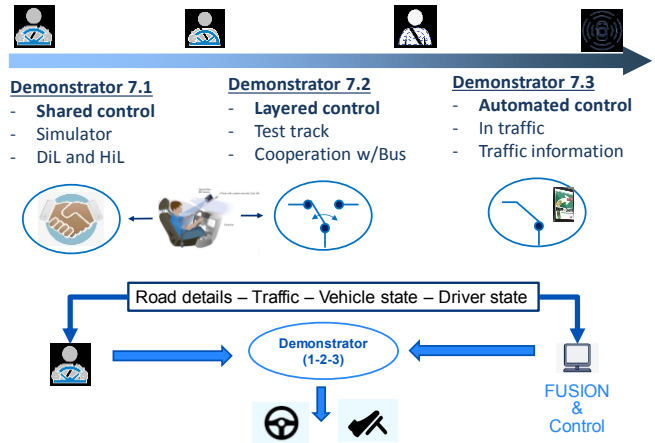 Demonstrator 7.1
- Shared control
- Simulator
- DiL and HiL
Demonstrator 7.2
- Layered control
- Test track
- Cooperation w/Bus
Demonstrator 7.3
- Automated control
- In traffic
- Traffic information
Road details – Traffic – Vehicle state – Driver state
Demonstrator
(1-2-3)
FUSION
&
Control